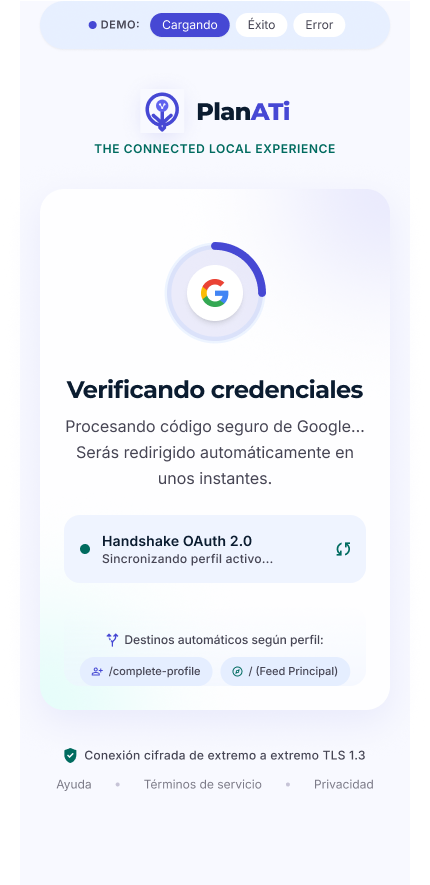 DEMO: Cargando Éxito Error
PlanATi
THE CONNECTED LOCAL EXPERIENCE
Verificando credenciales
Procesando código seguro de Google...
Serás redirigido automáticamente en
unos instantes.
Handshake OAuth 2.0
Sincronizando perfil activo...
Destinos automáticos según perfil:
/complete-profile / (Feed Principal)
Conexión cifrada de extremo a extremo TLS 1.3
Ayuda • Términos de servicio • Privacidad